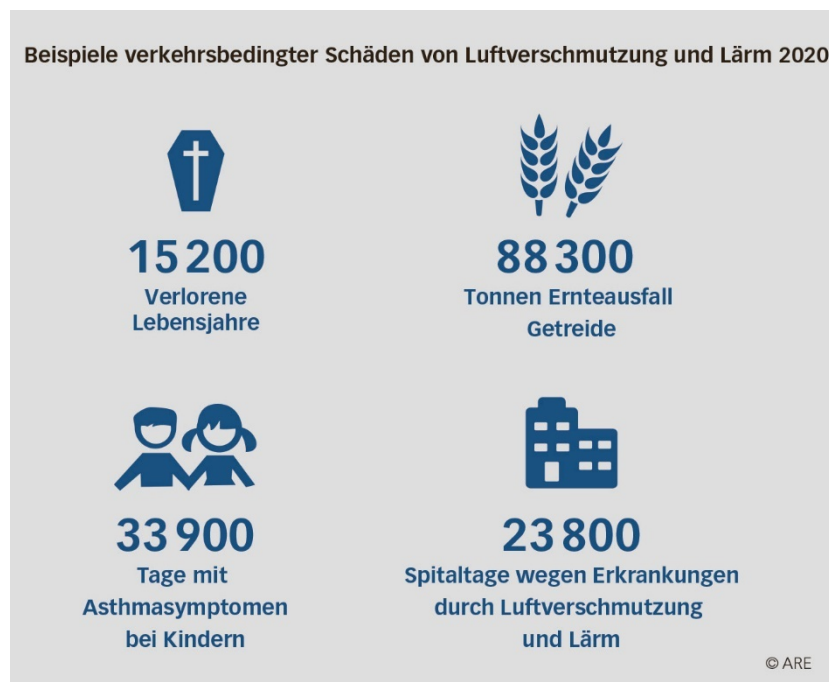 Beispiele verkehrsbedingter Schäden von Luftverschmutzung und Lärm 2020
15 200
Verlorene
Lebensjahre
88 300
Tonnen Ernteausfall
Getreide
33 900
Tage mit
Asthmasymptomen
bei Kindern
23 800
Spitaltage wegen Erkrankungen
durch Luftverschmutzung
und Lärm
© ARE